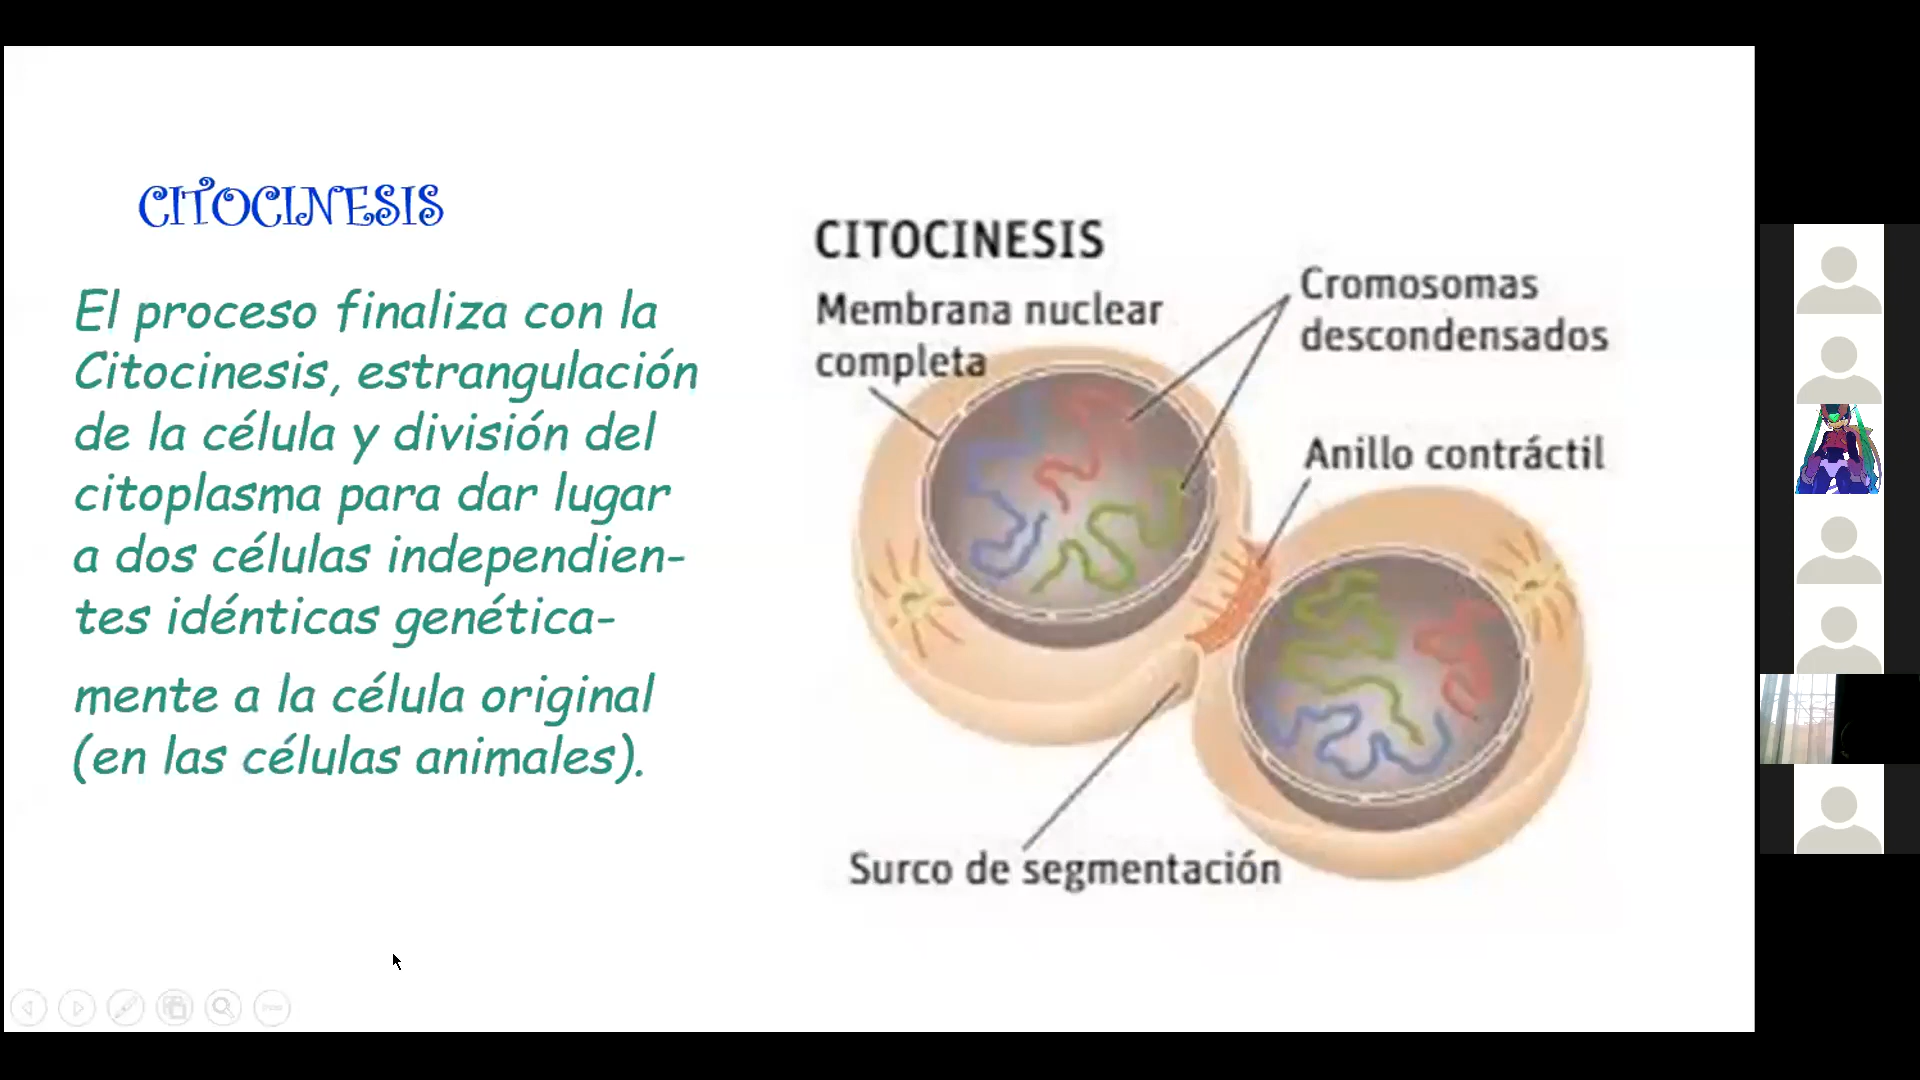 CITOCINESIS
El proceso finaliza con la
Citocinesis, estrangulación
de la célula y división del
citoplasma para dar lugar
a dos células independien-
tes idénticas genética-
mente a la célula original
(en las células animales).
CITOCINESIS
Membrana nuclear
completa
Cromosomas
descondensados
Anillo contráctil
Surco de segmentación